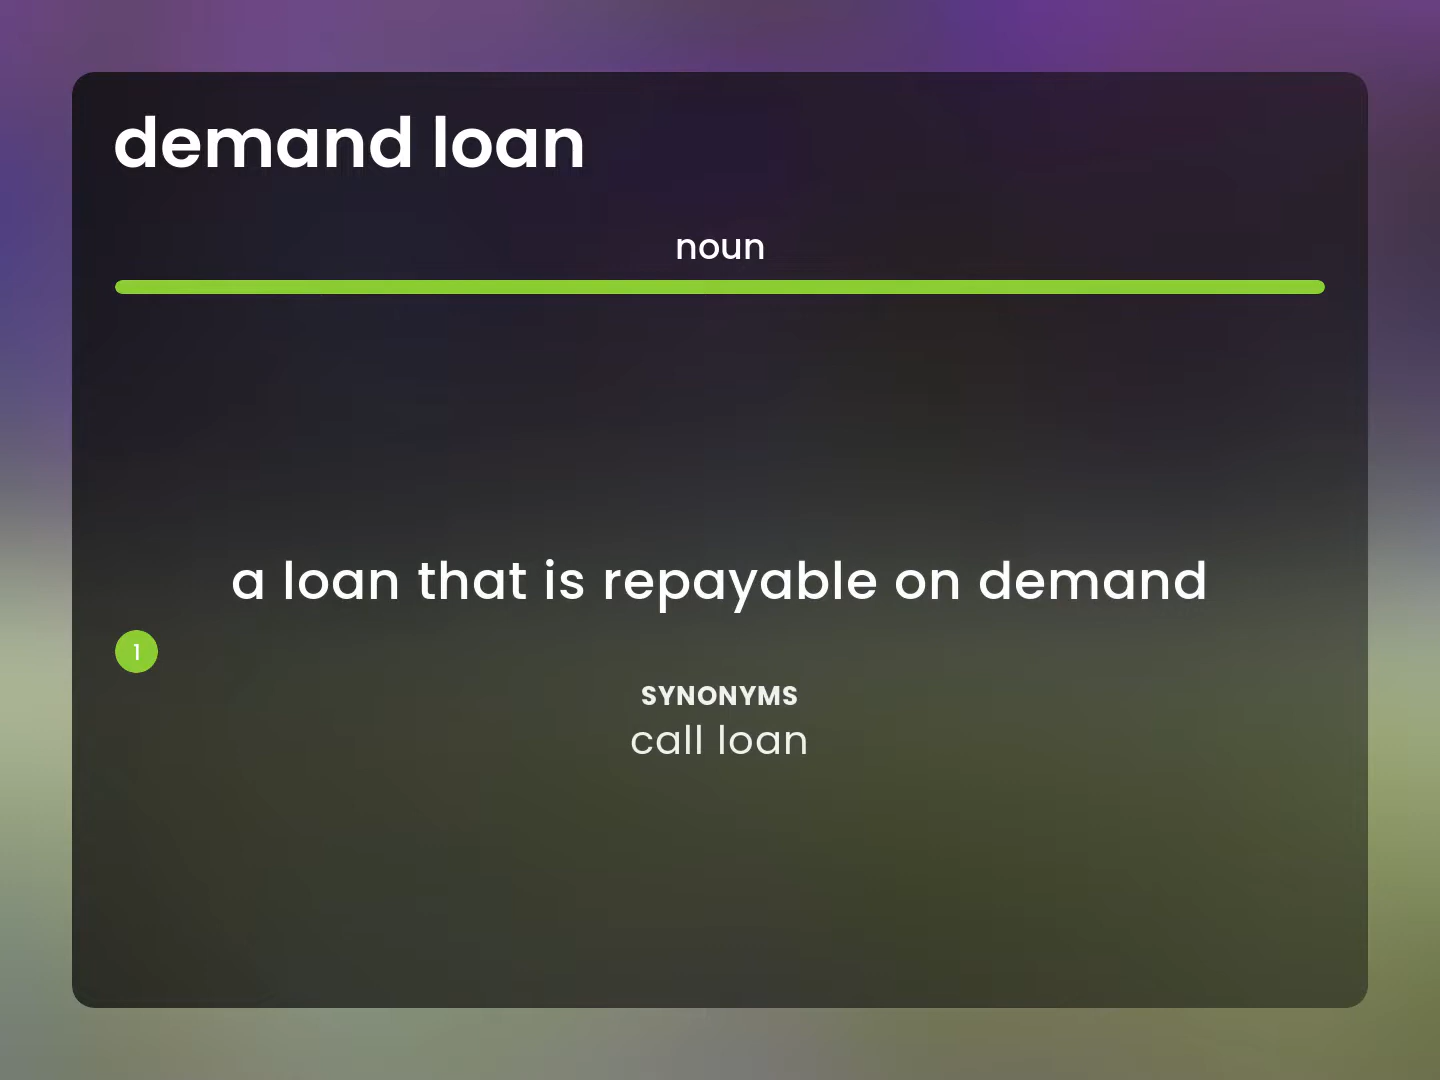 demand loan
noun
a loan that is repayable on demand
1
SYNONYMS
call loan